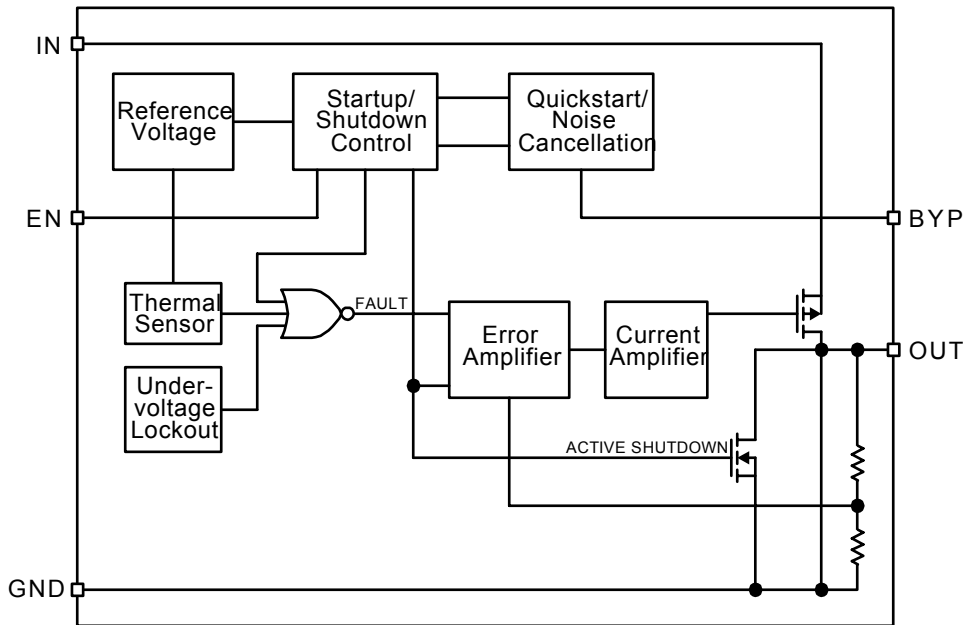 IN
Reference
Voltage
Startup/
Shutdown
Control
Quickstart/
Noise
Cancellation
EN
BYP
Thermal
Sensor
FAULT
Error
Amplifier
Current
Amplifier
OUT
Under-
voltage
Lockout
ACTIVE SHUTDOWN
GND